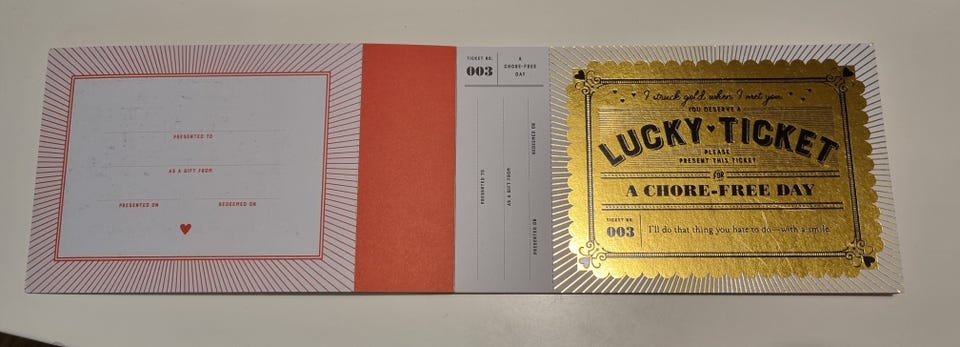 PRESENTED TO
AS A GIFT FROM
PRESENTED ON
REDEEMED ON
TICKET NO.
003
A
CHORE-FREE
DAY
PRESENTED TO
AS A GIFT FROM
PRESENTED ON
REDEEMED ON
I struck gold when I met you.
YOU DESERVE A
LUCKY TICKET
PLEASE
PRESENT THIS TICKET
FOR
A CHORE-FREE DAY
TICKET NO.
003
I'll do that thing you hate to do—with a smile.